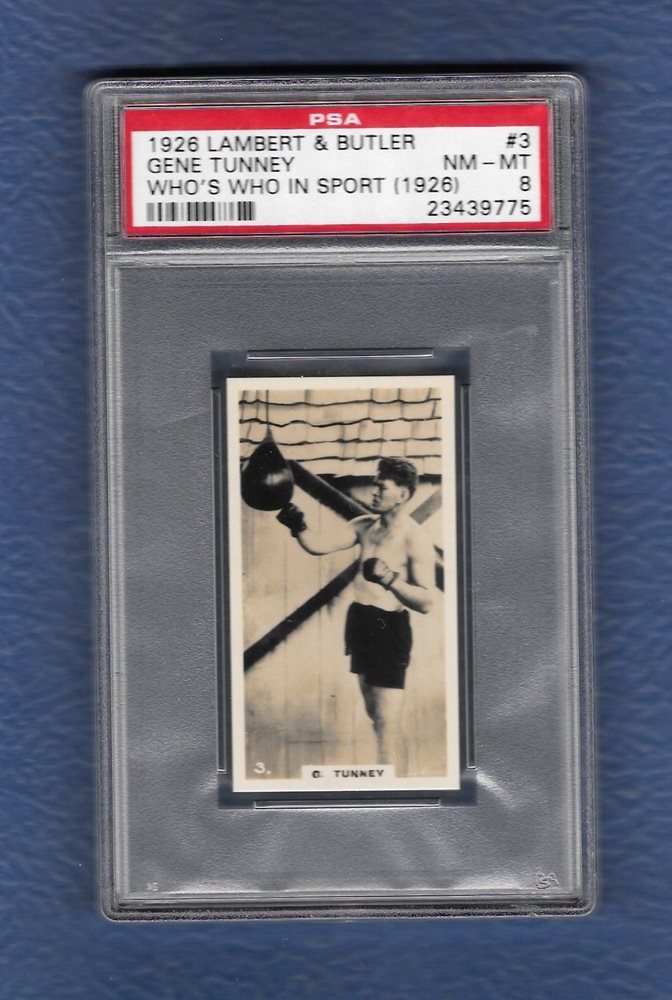 PSA
1926 LAMBERT & BUTLER #3
GENE TUNNEY NM – MT
WHO'S WHO IN SPORT (1926) 8
23439775
3.
G. TUNNEY